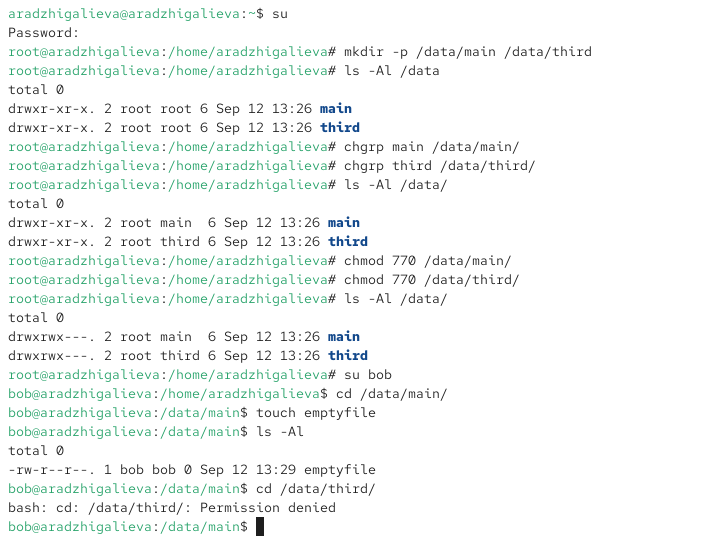 aradzhigalieva@aradzhigalieva:~$ su
Password:
root@aradzhigalieva:/home/aradzhigalieva# mkdir -p /data/main /data/third
root@aradzhigalieva:/home/aradzhigalieva# ls -Al /data
total 0
drwxr-xr-x. 2 root root 6 Sep 12 13:26 main
drwxr-xr-x. 2 root root 6 Sep 12 13:26 third
root@aradzhigalieva:/home/aradzhigalieva# chgrp main /data/main/
root@aradzhigalieva:/home/aradzhigalieva# chgrp third /data/third/
root@aradzhigalieva:/home/aradzhigalieva# ls -Al /data/
total 0
drwxr-xr-x. 2 root main  6 Sep 12 13:26 main
drwxr-xr-x. 2 root third 6 Sep 12 13:26 third
root@aradzhigalieva:/home/aradzhigalieva# chmod 770 /data/main/
root@aradzhigalieva:/home/aradzhigalieva# chmod 770 /data/third/
root@aradzhigalieva:/home/aradzhigalieva# ls -Al /data/
total 0
drwxrwx---. 2 root main  6 Sep 12 13:26 main
drwxrwx---. 2 root third 6 Sep 12 13:26 third
root@aradzhigalieva:/home/aradzhigalieva# su bob
bob@aradzhigalieva:/home/aradzhigalieva$ cd /data/main/
bob@aradzhigalieva:/data/main$ touch emptyfile
bob@aradzhigalieva:/data/main$ ls -Al
total 0
-rw-r--r--. 1 bob bob 0 Sep 12 13:29 emptyfile
bob@aradzhigalieva:/data/main$ cd /data/third/
bash: cd: /data/third/: Permission denied
bob@aradzhigalieva:/data/main$